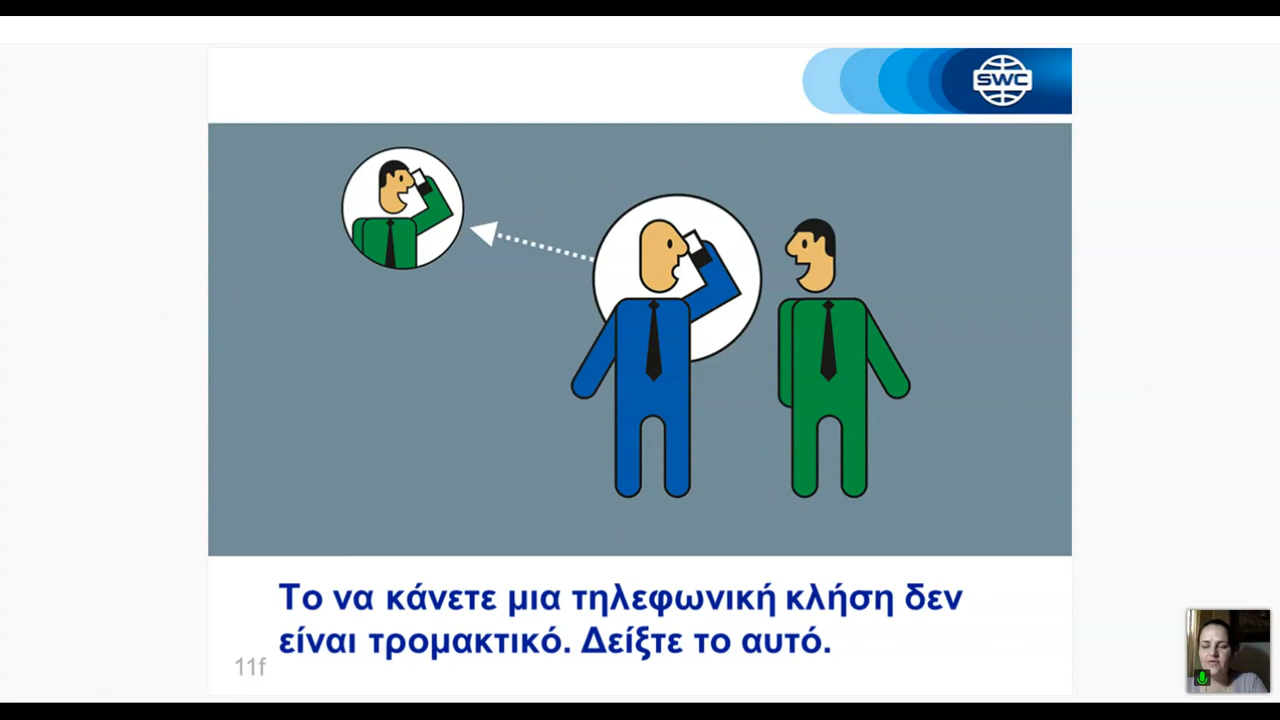 SWC
Το να κάνετε μια τηλεφωνική κλήση δεν
είναι τρομακτικό. Δείξτε το αυτό.
11f